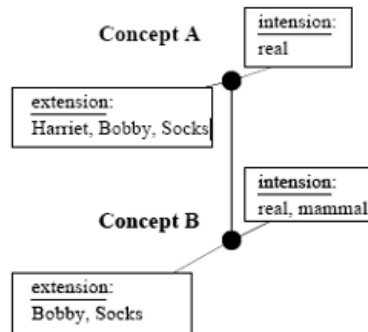 Concept A
intension:
real
extension:
Harriet, Bobby, Socks
Concept B
intension:
real, mammal
extension:
Bobby, Socks